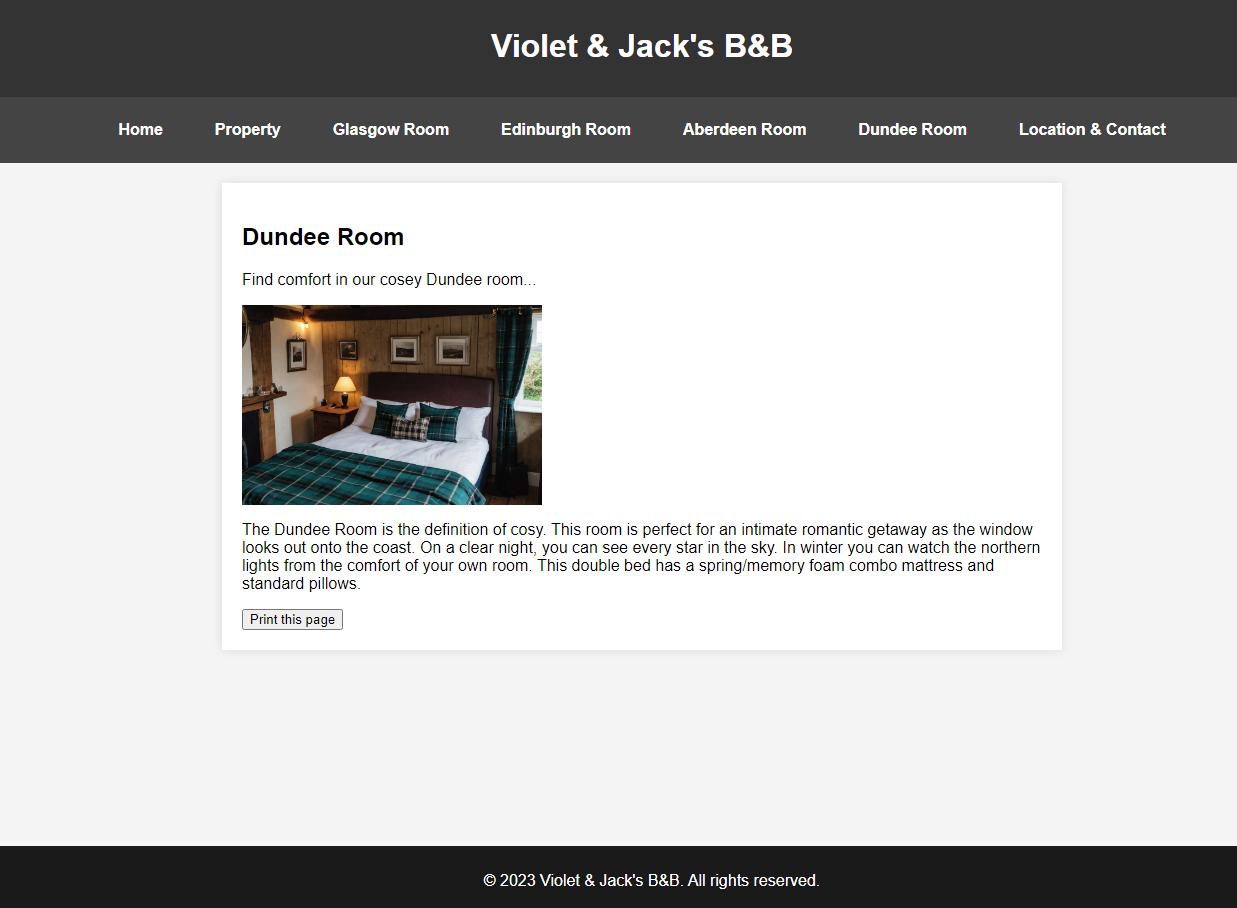 Violet & Jack's B&B
Home Property Glasgow Room Edinburgh Room Aberdeen Room Dundee Room Location & Contact
Dundee Room
Find comfort in our cosey Dundee room...
The Dundee Room is the definition of cosy. This room is perfect for an intimate romantic getaway as the window
looks out onto the coast. On a clear night, you can see every star in the sky. In winter you can watch the northern
lights from the comfort of your own room. This double bed has a spring/memory foam combo mattress and
standard pillows.
Print this page
© 2023 Violet & Jack's B&B. All rights reserved.